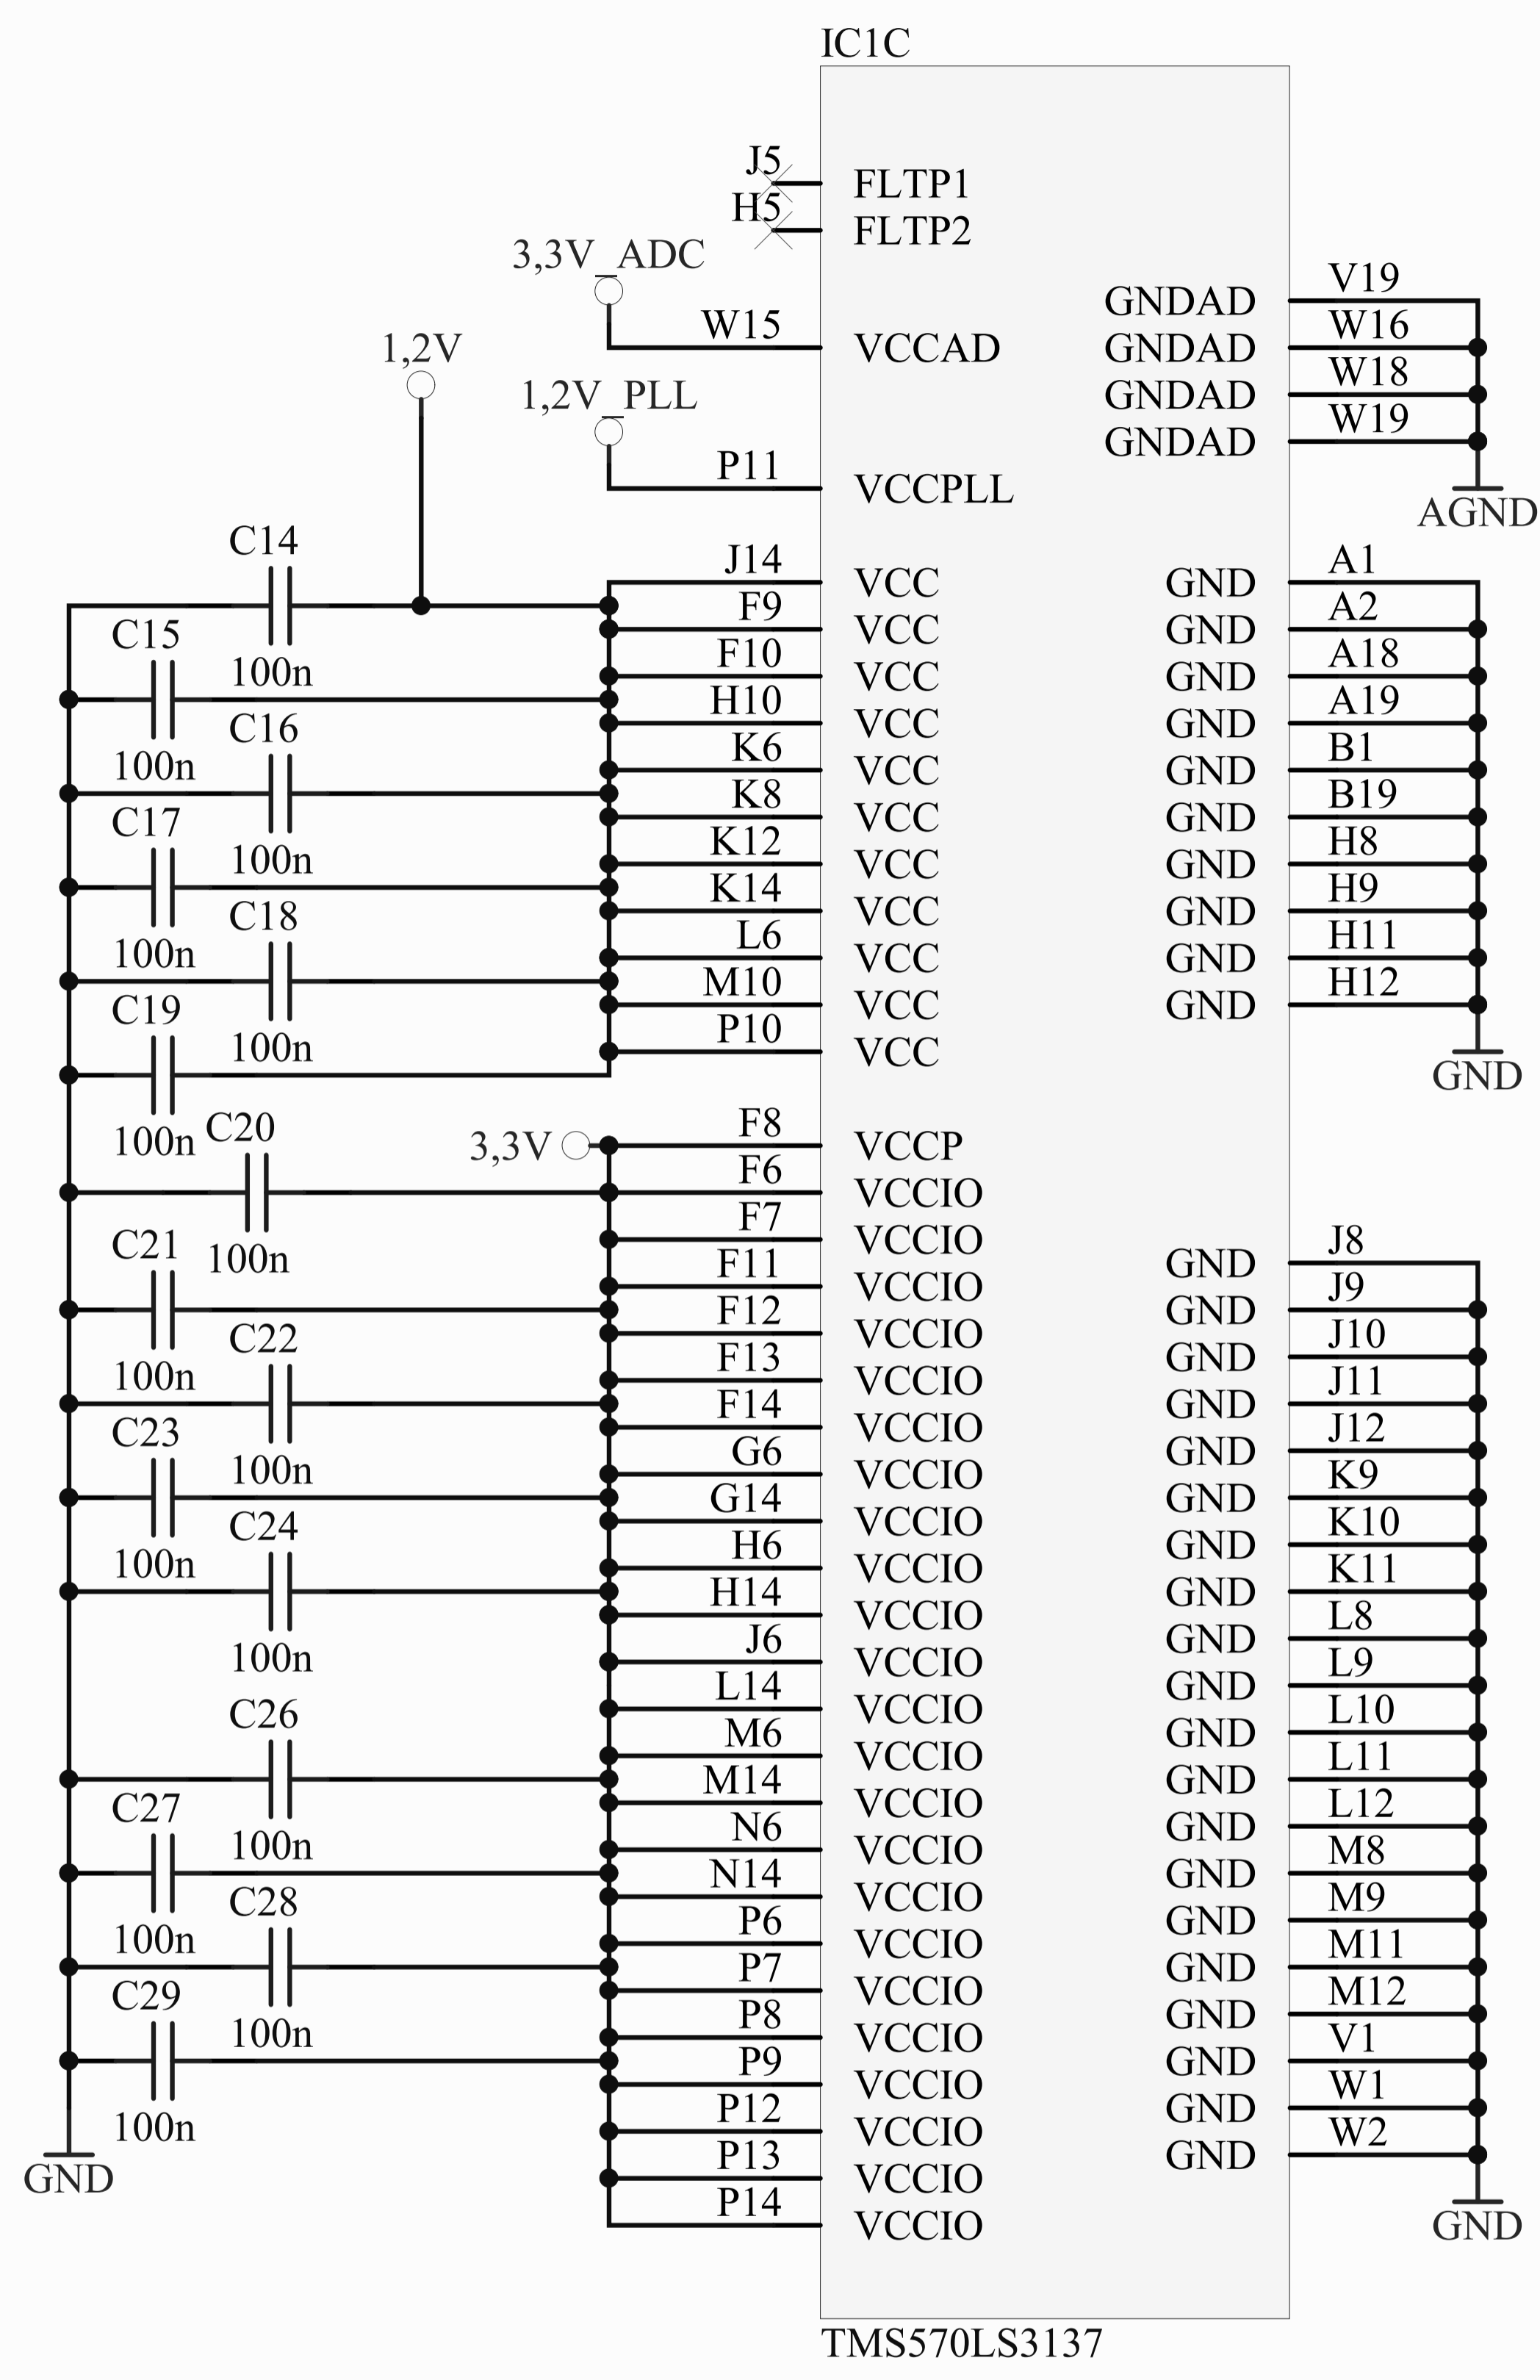 IC1C
J5
FLTP1
H5
FLTP2
3,3V_ADC
V19
GNDAD
W15
VCCAD
W16
GNDAD
1,2V
W18
GNDAD
1,2V_PLL
W19
GNDAD
P11
VCCPLL
AGND
C14
100n
J14
VCC
GND
A1
F9
VCC
GND
A2
C15
100n
F10
VCC
GND
A18
H10
VCC
GND
A19
C16
100n
K6
VCC
GND
B1
K8
VCC
GND
B19
C17
100n
K12
VCC
GND
H8
K14
VCC
GND
H9
C18
100n
L6
VCC
GND
H11
M10
VCC
GND
H12
C19
100n
P10
VCC
GND
C20
100n
3,3V
F8
VCCP
F6
VCCIO
F7
VCCIO
C21
100n
F11
VCCIO
GND
J8
F12
VCCIO
GND
J9
C22
100n
F13
VCCIO
GND
J10
F14
VCCIO
GND
J11
C23
100n
G6
VCCIO
GND
J12
G14
VCCIO
GND
K9
C24
100n
H6
VCCIO
GND
K10
H14
VCCIO
GND
K11
J6
VCCIO
GND
L8
L14
VCCIO
GND
L9
C26
100n
M6
VCCIO
GND
L10
M14
VCCIO
GND
L11
C27
100n
N6
VCCIO
GND
L12
N14
VCCIO
GND
M8
C28
100n
P6
VCCIO
GND
M9
P7
VCCIO
GND
M11
C29
100n
P8
VCCIO
GND
M12
P9
VCCIO
GND
V1
P12
VCCIO
GND
W1
P13
VCCIO
GND
W2
GND
P14
VCCIO
GND
TMS570LS3137